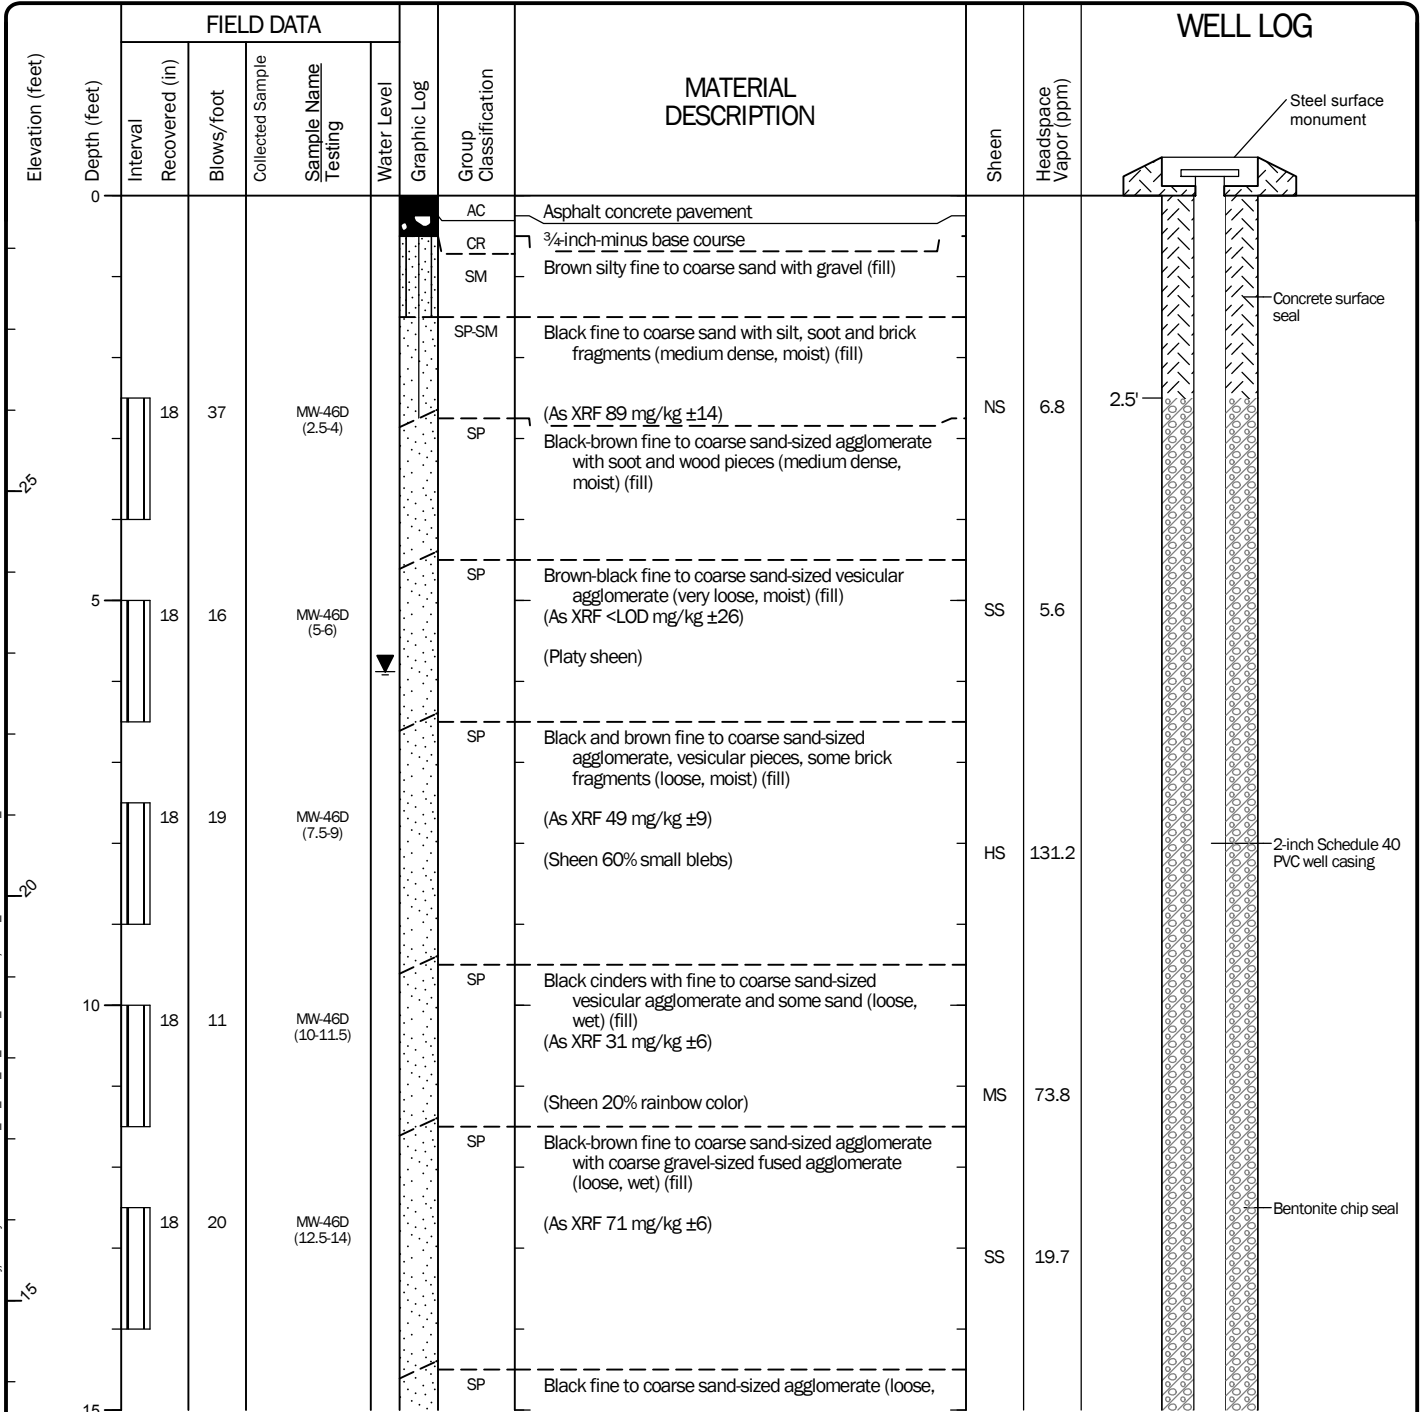 FIELD DATA
WELL LOG
Elevation (feet)
Depth (feet)
Interval
Recovered (in)
Blows/foot
Collected Sample
Sample Name
Testing
Water Level
Graphic Log
Group
Classification
MATERIAL
DESCRIPTION
Sheen
Headspace
Vapor (ppm)
Steel surface
monument
0
AC
Asphalt concrete pavement
CR
¾-inch-minus base course
SM
Brown silty fine to coarse sand with gravel (fill)
Concrete surface
seal
SP-SM
Black fine to coarse sand with silt, soot and brick
fragments (medium dense, moist) (fill)
18
37
MW-46D
(2.5-4)
(As XRF 89 mg/kg ±14)
NS
6.8
2.5'
SP
Black-brown fine to coarse sand-sized agglomerate
with soot and wood pieces (medium dense,
moist) (fill)
25
SP
Brown-black fine to coarse sand-sized vesicular
agglomerate (very loose, moist) (fill)
5
18
16
MW-46D
(5-6)
(As XRF <LOD mg/kg ±26)
SS
5.6
(Platy sheen)
SP
Black and brown fine to coarse sand-sized
agglomerate, vesicular pieces, some brick
fragments (loose, moist) (fill)
18
19
MW-46D
(7.5-9)
(As XRF 49 mg/kg ±9)
(Sheen 60% small blebs)
HS
131.2
2-inch Schedule 40
PVC well casing
20
SP
Black cinders with fine to coarse sand-sized
vesicular agglomerate and some sand (loose,
wet) (fill)
10
18
11
MW-46D
(10-11.5)
(As XRF 31 mg/kg ±6)
(Sheen 20% rainbow color)
MS
73.8
SP
Black-brown fine to coarse sand-sized agglomerate
with coarse gravel-sized fused agglomerate
(loose, wet) (fill)
Bentonite chip seal
18
20
MW-46D
(12.5-14)
(As XRF 71 mg/kg ±6)
SS
19.7
15
SP
Black fine to coarse sand-sized agglomerate (loose,
15